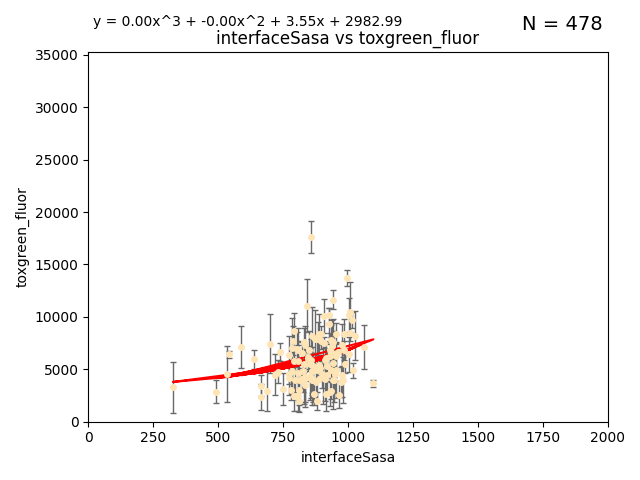 y = 0.00x^3 + -0.00x^2 + 3.55x + 2982.99
N = 478
interfaceSasa vs toxgreen_fluor
35000
30000
25000
20000
15000
10000
5000
0
toxgreen_fluor
0 250 500 750 1000 1250 1500 1750 2000
interfaceSasa